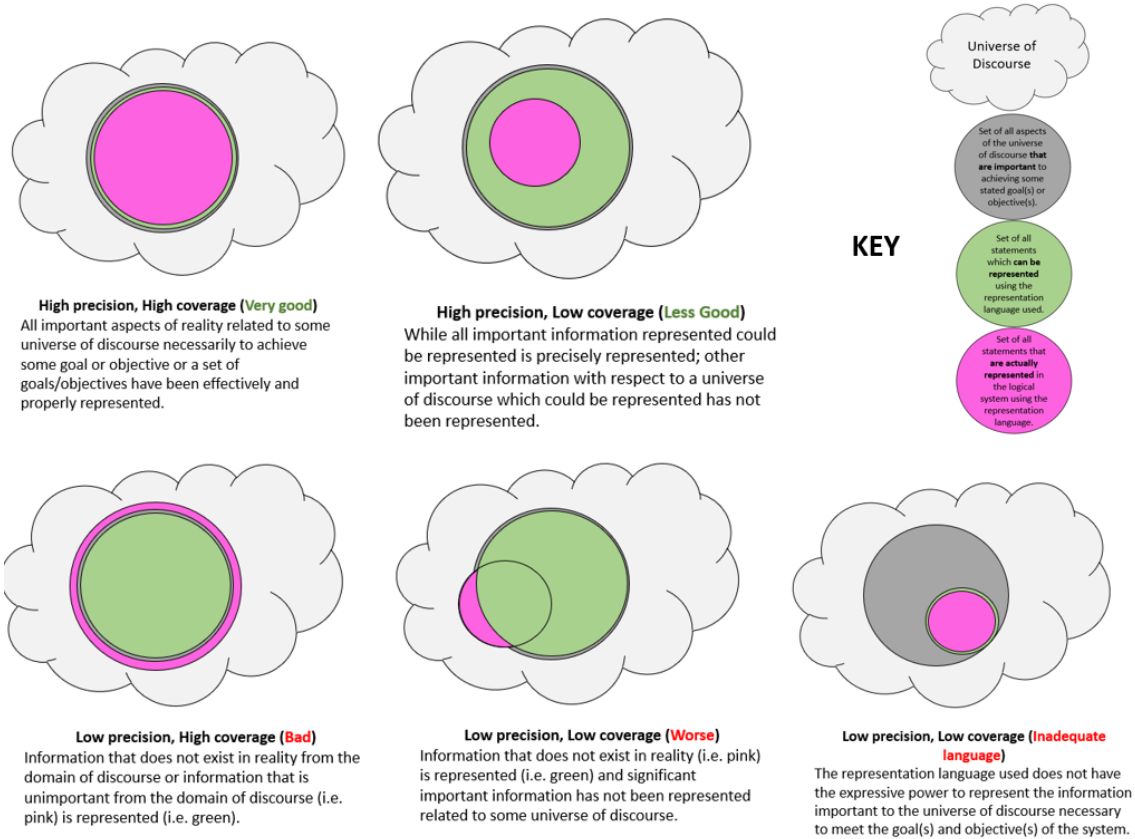 Universe of
Discourse
Set of all aspects
of the universe
of discourse that
are important to
achieving some
stated goal(s) or
objective(s).
KEY
Set of all
statements
which can be
represented
using the
representation
language used.
Set of all
statements that
are actually
represented in
the logical
system using the
representation
language.
High precision, High coverage (Very good)
All important aspects of reality related to some
universe of discourse necessarily to achieve
some goal or objective or a set of
goals/objectives have been effectively and
properly represented.
High precision, Low coverage (Less Good)
While all important information represented could
be represented is precisely represented; other
important information with respect to a universe
of discourse which could be represented has not
been represented.
Low precision, High coverage (Bad)
Information that does not exist in reality from the
domain of discourse or information that is
unimportant from the domain of discourse (i.e.
pink) is represented (i.e. green).
Low precision, Low coverage (Worse)
Information that does not exist in reality (i.e. pink)
is represented (i.e. green) and significant
important information has not been represented
related to some universe of discourse.
Low precision, Low coverage (Inadequate
language)
The representation language used does not have
the expressive power to represent the information
important to the universe of discourse necessary
to meet the goal(s) and objective(s) of the system.